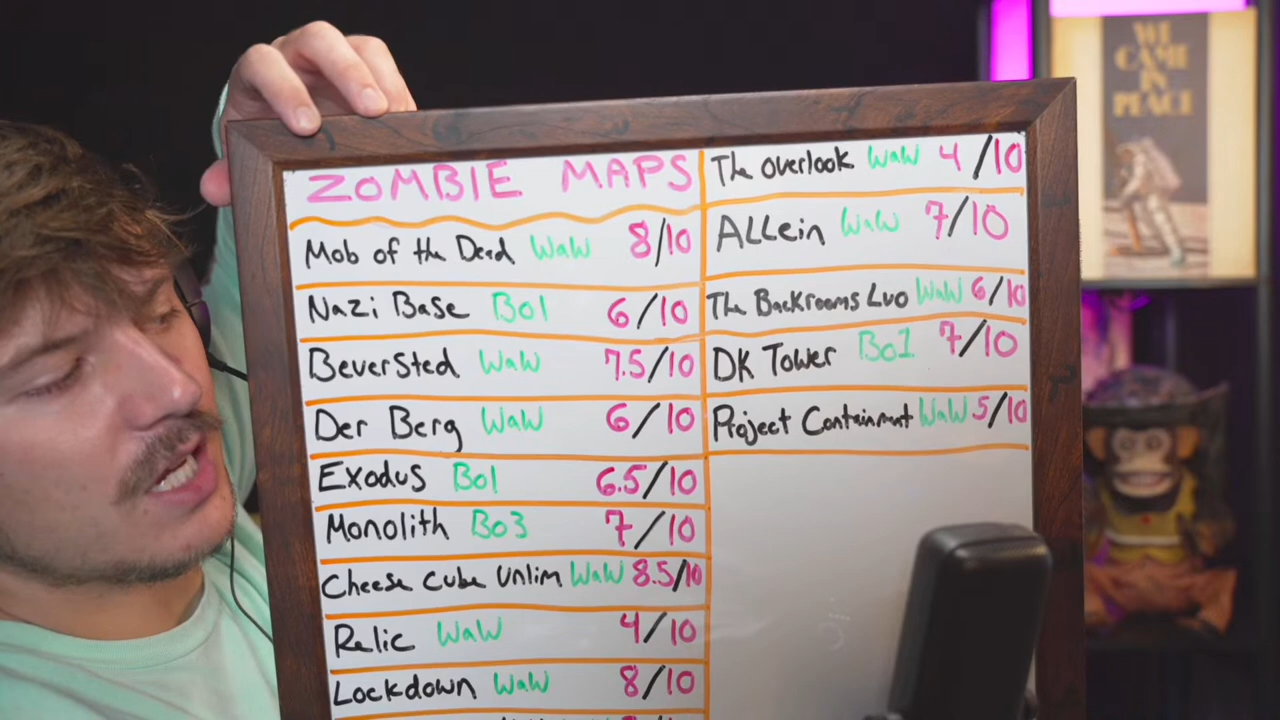 ZOMBIE MAPS
Mob of the Dead WaW 8/10
Nazi Base Bo1 6/10
Beversted WaW 7.5/10
Der Berg WaW 6/10
Exodus Bo1 6.5/10
Monolith Bo3 7/10
Cheese Cube Unlim WaW 8.5/10
Relic WaW 4/10
Lockdown WaW 8/10
The Overlook WaW 4/10
ALLein WaW 7/10
The Backrooms Lvo WaW 6/10
DK Tower Bo1 7/10
Project Containment WaW 5/10
WE
CAME
IN
PEACE